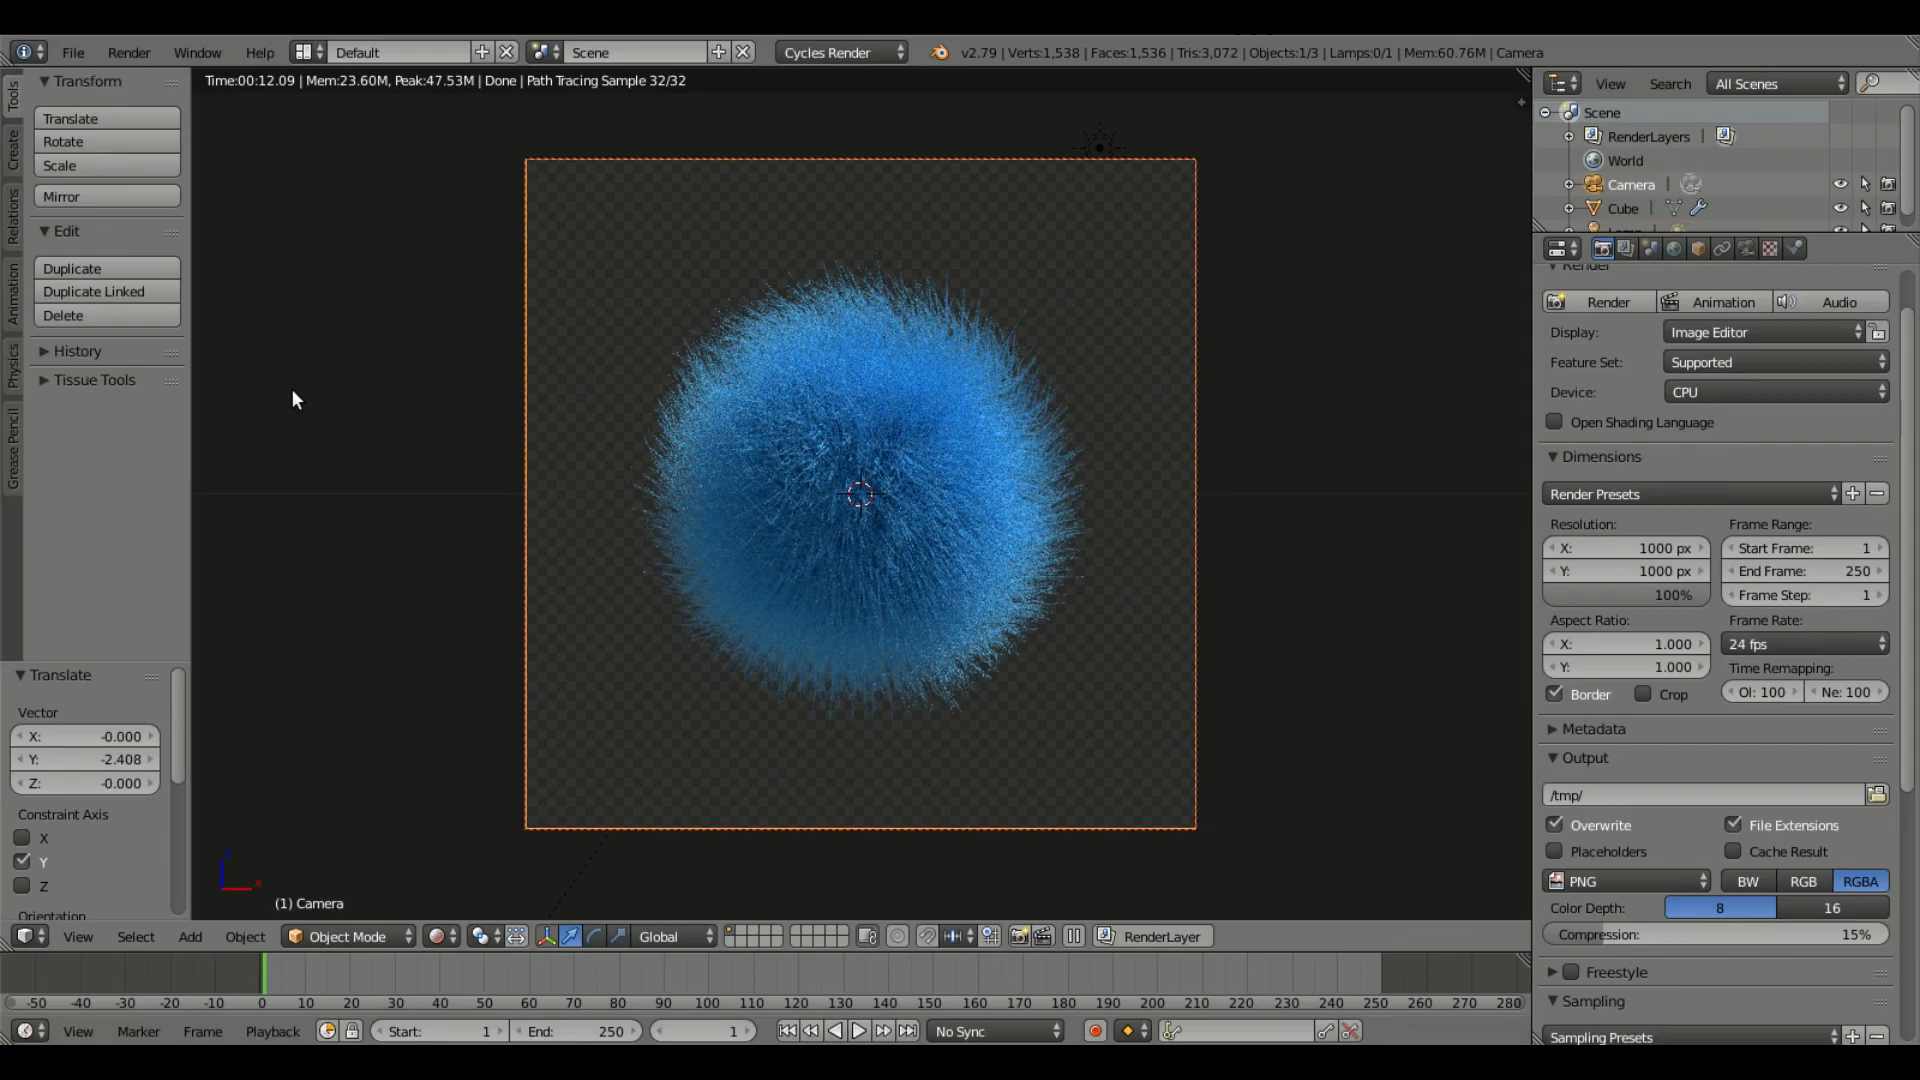 File Render Window Help Default Scene Cycles Render v2.79 | Verts:1,538 | Faces:1,536 | Tris:3,072 | Objects:1/3 | Lamps:0/1 | Mem:60.76M | Camera
Time:00:12.09 | Mem:23.60M, Peak:47.53M | Done | Path Tracing Sample 32/32
Tools
Create
Relations
Animation
Physics
Grease Pencil
Transform
Translate
Rotate
Scale
Mirror
Edit
Duplicate
Duplicate Linked
Delete
History
Tissue Tools
Translate
Vector
X: -0.000
Y: -2.408
Z: -0.000
Constraint Axis
X
Y
Z
Orientation
(1) Camera
View Select Add Object Object Mode Global RenderLayer
-50 -40 -30 -20 -10 0 10 20 30 40 50 60 70 80 90 100 110 120 130 140 150 160 170 180 190 200 210 220 230 240 250 260 270 280
View Marker Frame Playback Start: 1 End: 250 1 No Sync
View Search All Scenes
Scene
RenderLayers |
World
Camera |
Cube |
Lamp
Render
Render Animation Audio
Display: Image Editor
Feature Set: Supported
Device: CPU
Open Shading Language
Dimensions
Render Presets
Resolution: Frame Range:
X: 1000 px Start Frame: 1
Y: 1000 px End Frame: 250
100% Frame Step: 1
Aspect Ratio: Frame Rate:
X: 1.000 24 fps
Y: 1.000 Time Remapping:
Border Crop Ol: 100 Ne: 100
Metadata
Output
/tmp/
Overwrite File Extensions
Placeholders Cache Result
PNG BW RGB RGBA
Color Depth: 8 16
Compression: 15%
Freestyle
Sampling
Sampling Presets